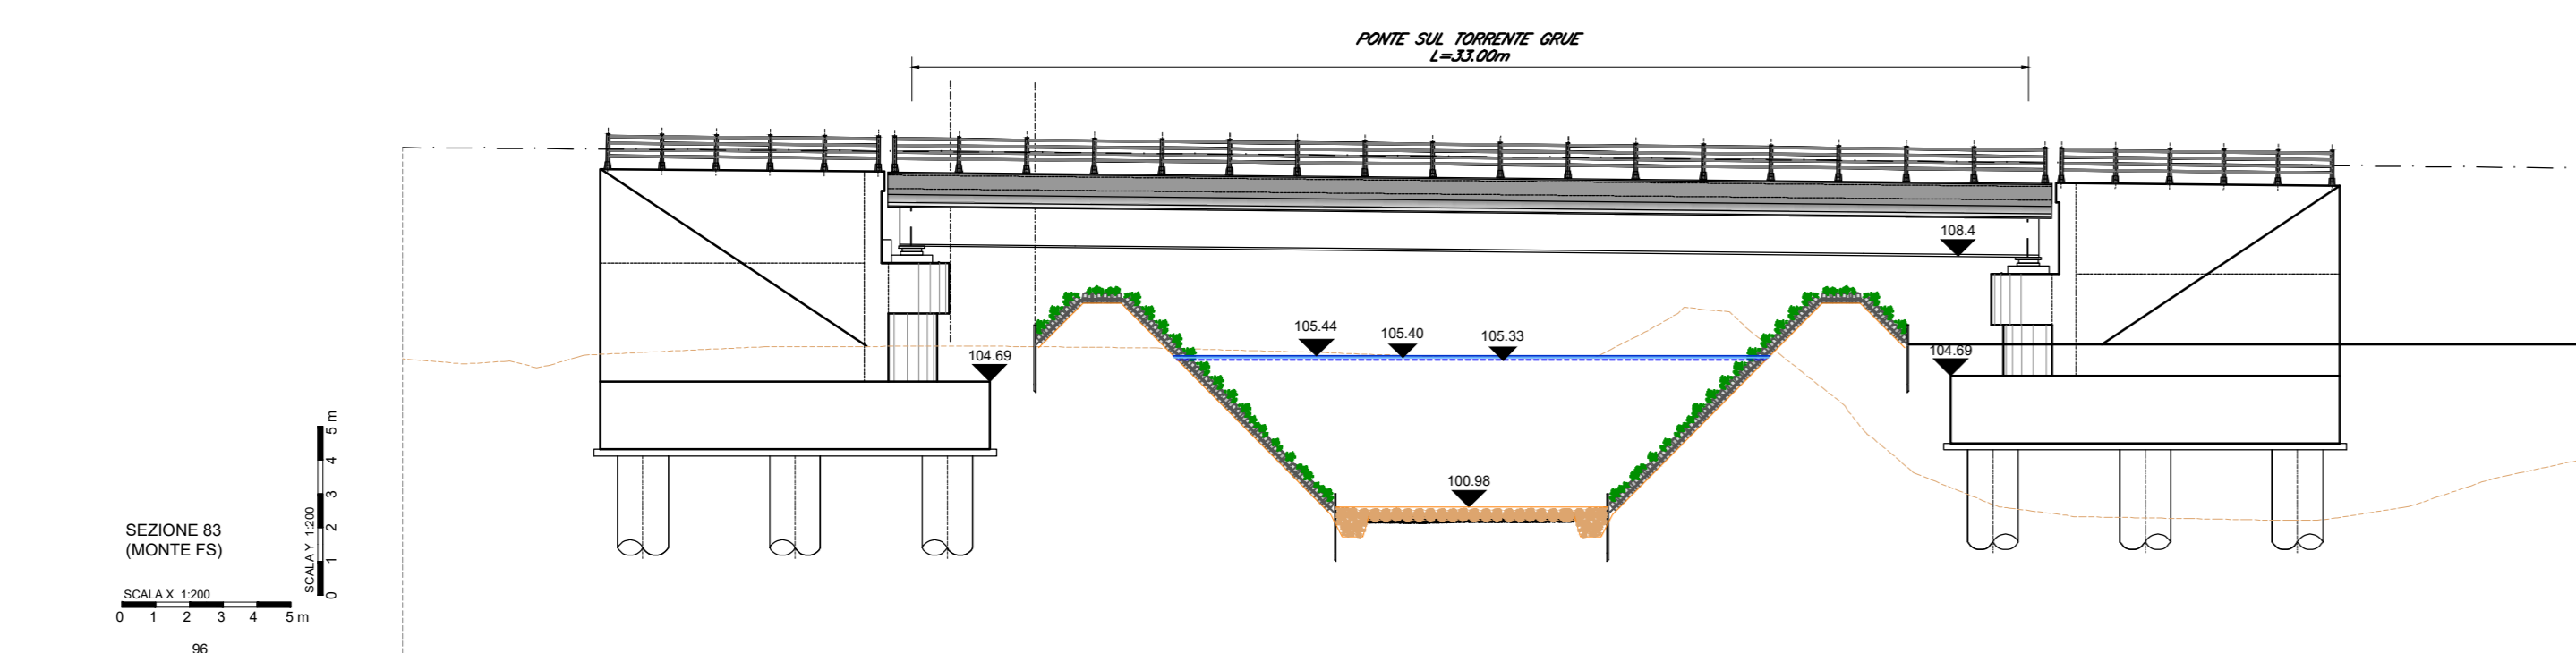 PONTE SUL TORRENTE GRUE
L=33.00m
108.4
105.44
105.40
105.33
104.69
104.69
100.98
SEZIONE 83
(MONTE FS)
SCALA Y 1:200
0 1 2 3 4 5 m
SCALA X 1:200
0 1 2 3 4 5 m
96